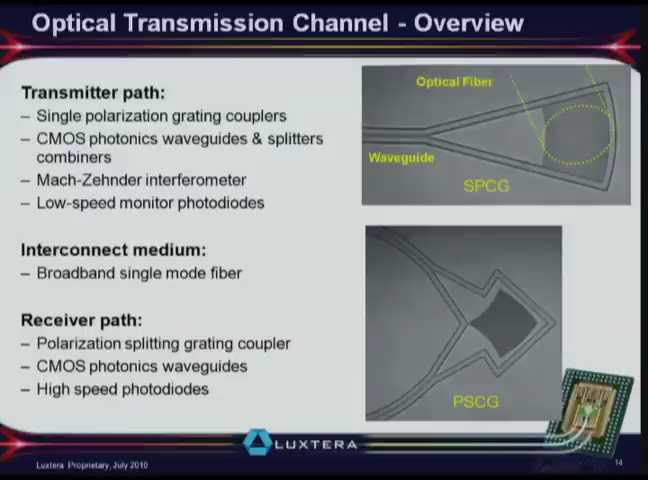 Optical Transmission Channel - Overview
Transmitter path:
– Single polarization grating couplers
– CMOS photonics waveguides & splitters
combiners
– Mach-Zehnder interferometer
– Low-speed monitor photodiodes
Interconnect medium:
– Broadband single mode fiber
Receiver path:
– Polarization splitting grating coupler
– CMOS photonics waveguides
– High speed photodiodes
Optical Fiber
Waveguide
SPCG
PSCG
LUXTERA
Luxtera Proprietary, July 2010
14